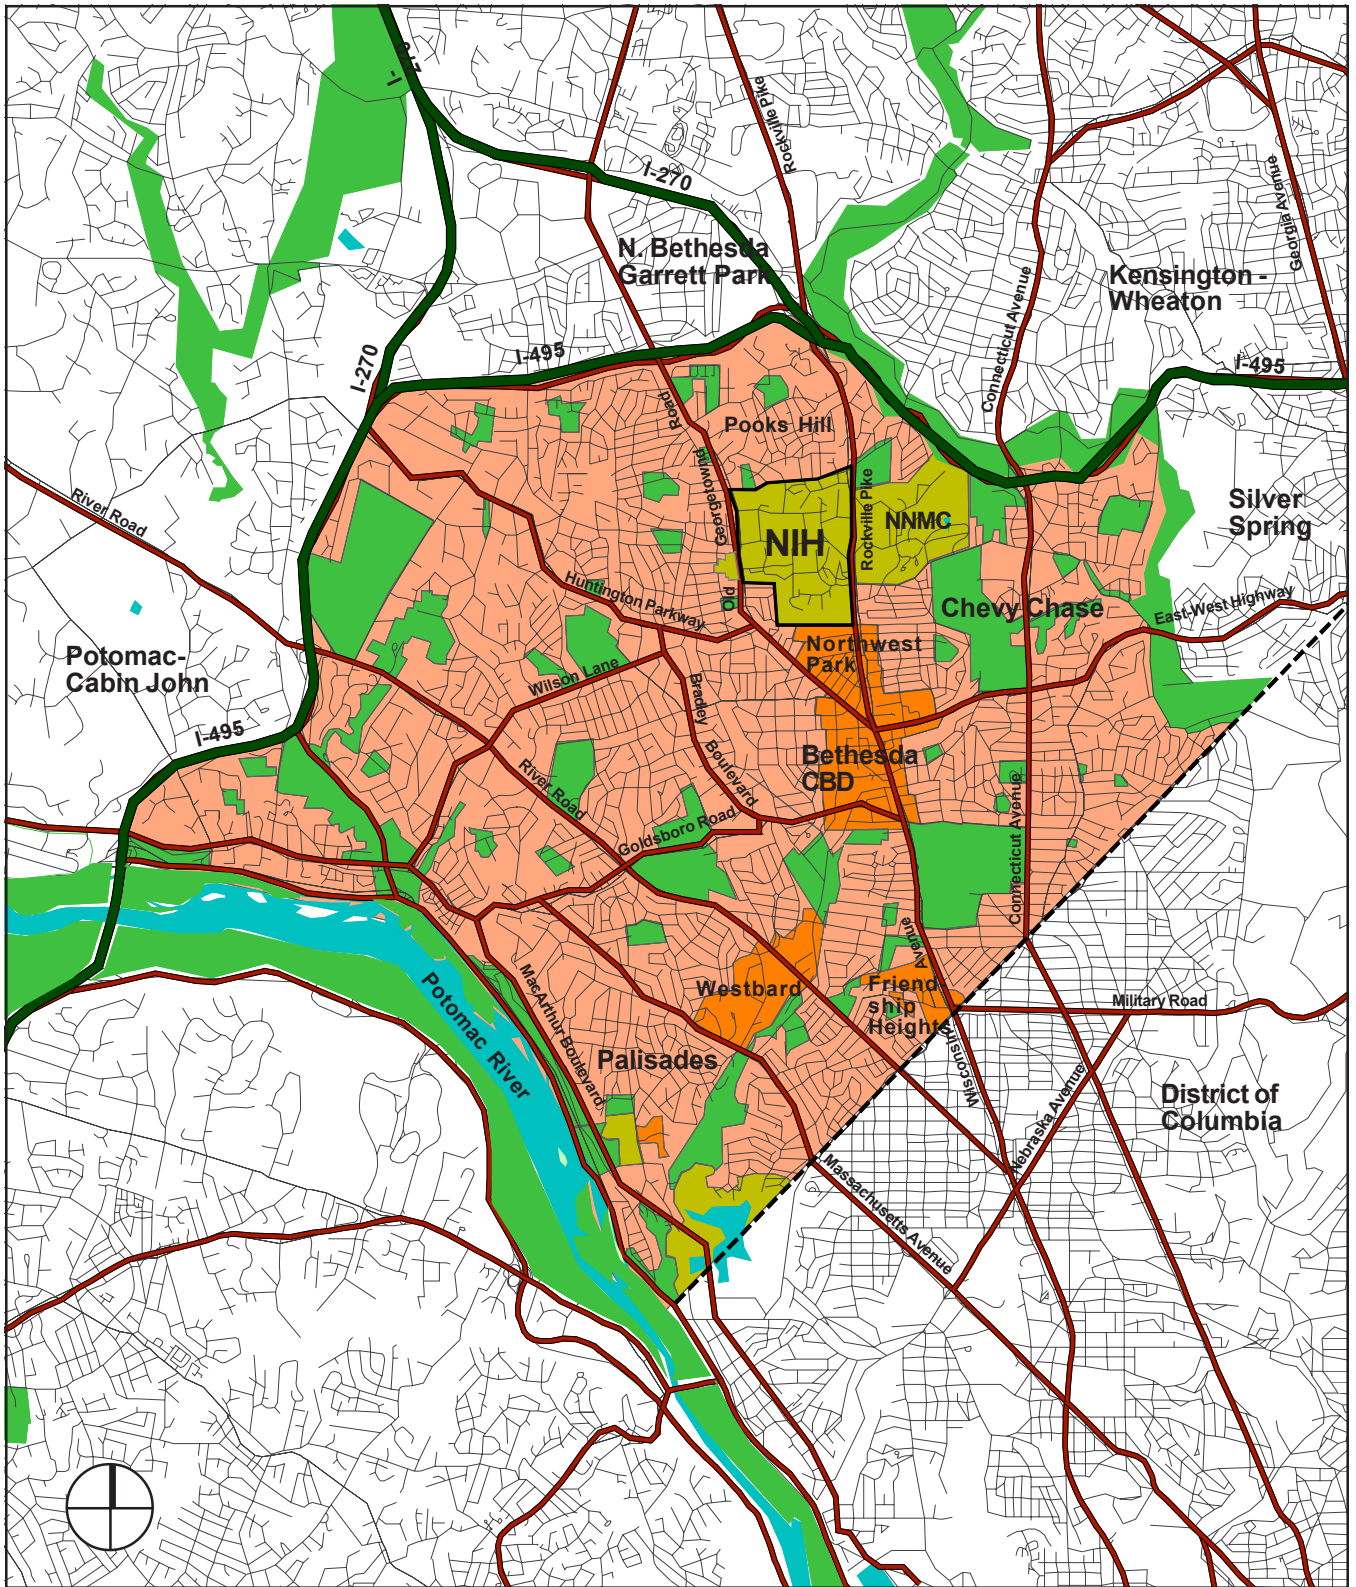 I-270
Rockville Pike
I-270
N. Bethesda
Garrett Park
Georgia Avenue
Kensington -
Wheaton
Connecticut Avenue
I-270
I-495
I-495
Road
Pooks Hill
Georgetowng
Old
River Road
NIH
Rockville Pike
NNMC
Silver
Spring
Huntington Parkway
Chevy Chase
East-West Highway
Northwest
Park
Potomac-
Cabin John
Wilson Lane
Bradley
Boulevard
I-495
Bethesda
CBD
River Road
Goldsboro Road
Connecticut Avenue
Avenue
Wisconsin
Westbard
Friend-
ship
Heights
Military Road
Potomac River
MacArthur Boulevard
Palisades
Nebraska Avenue
District of
Columbia
Massachusetts Avenue